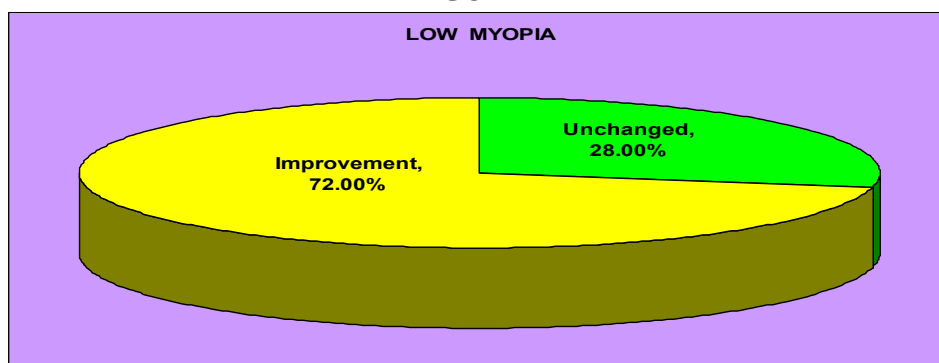 LOW MYOPIA
Unchanged,
28.00%
Improvement,
72.00%